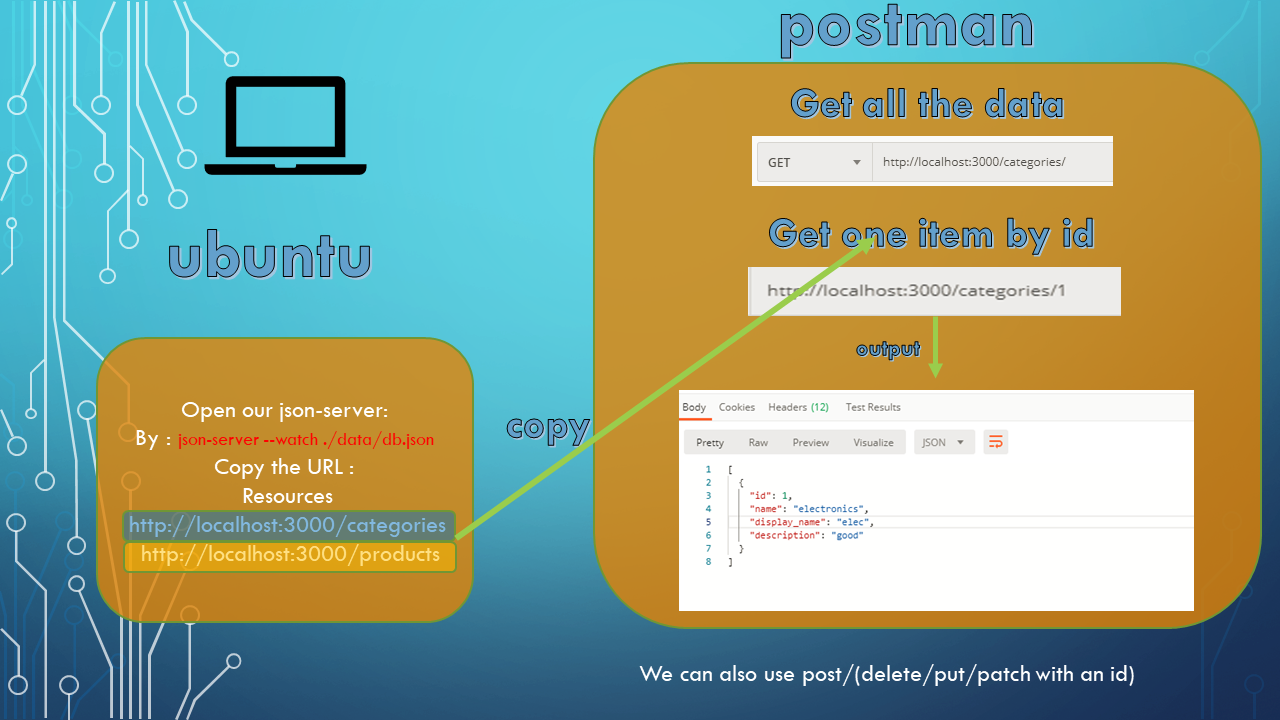 postman
Get all the data
GET http://localhost:3000/categories/
Get one item by id
http://localhost:3000/categories/1
output
Body Cookies Headers (12) Test Results
Pretty Raw Preview Visualize JSON
1 [
2 {
3 "id": 1,
4 "name": "electronics",
5 "display_name": "elec",
6 "description": "good"
7 }
8 ]
ubuntu
Open our json-server:
By : json-server --watch ./data/db.json
Copy the URL :
Resources
http://localhost:3000/categories
http://localhost:3000/products
copy
We can also use post/(delete/put/patch with an id)